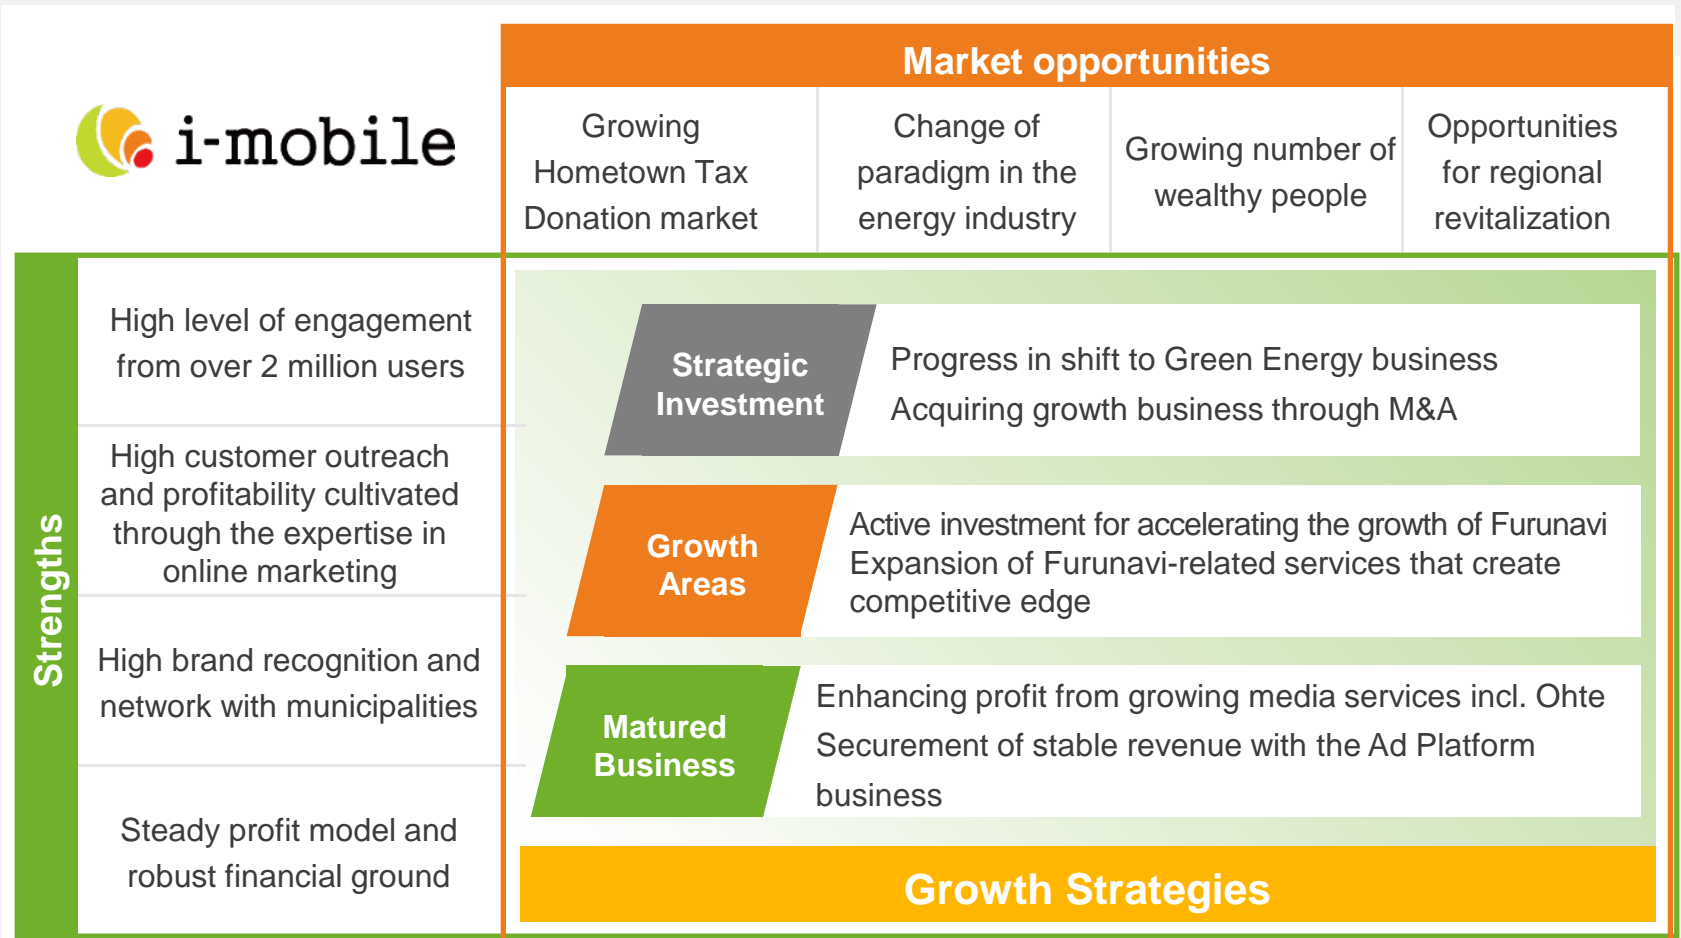 Market opportunities
i-mobile
Growing
Hometown Tax
Donation market
Change of
paradigm in the
energy industry
Growing number of
wealthy people
Opportunities
for regional
revitalization
Strengths
High level of engagement
from over 2 million users
High customer outreach
and profitability cultivated
through the expertise in
online marketing
High brand recognition and
network with municipalities
Steady profit model and
robust financial ground
Strategic
Investment
Progress in shift to Green Energy business
Acquiring growth business through M&A
Growth
Areas
Active investment for accelerating the growth of Furunavi
Expansion of Furunavi-related services that create
competitive edge
Matured
Business
Enhancing profit from growing media services incl. Ohte
Securement of stable revenue with the Ad Platform
business
Growth Strategies